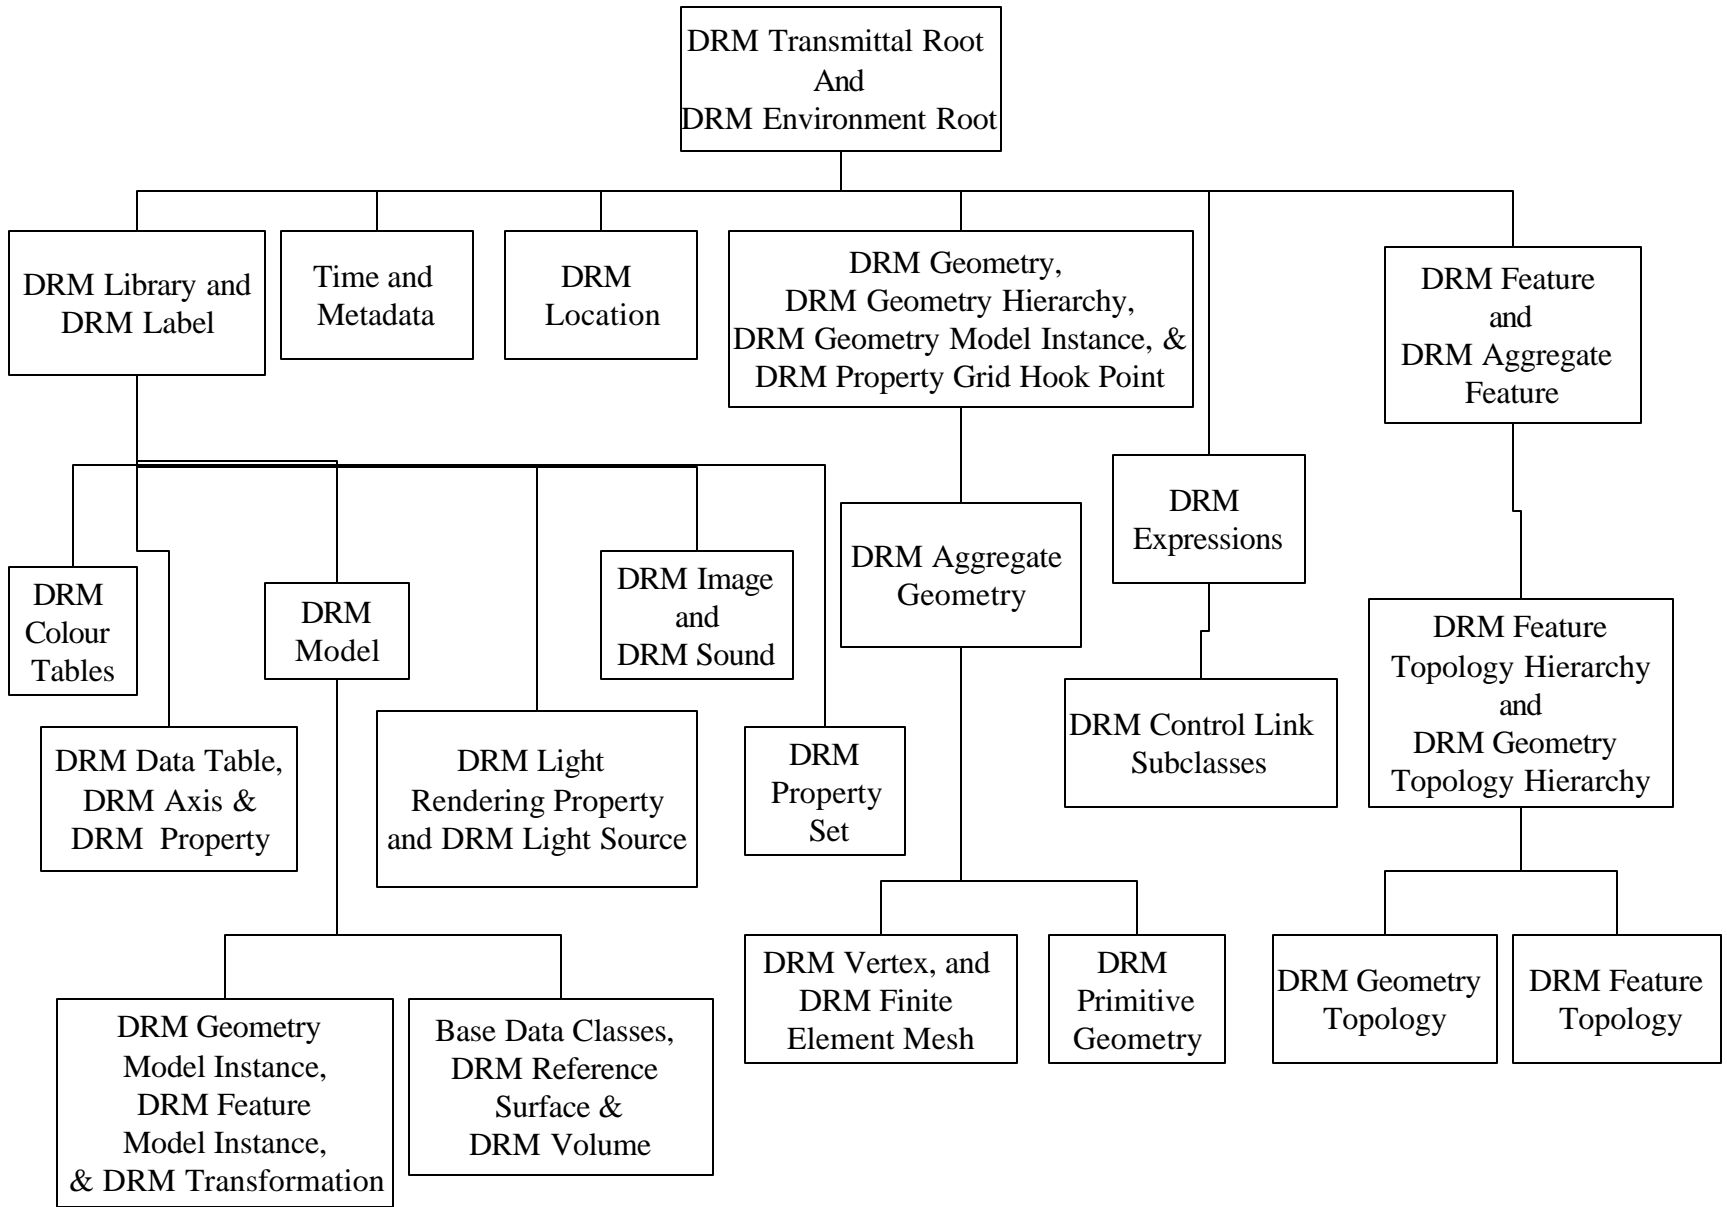 DRM Transmittal Root
And
DRM Environment Root
DRM Library and
DRM Label
Time and
Metadata
DRM
Location
DRM Geometry,
DRM Geometry Hierarchy,
DRM Geometry Model Instance, &
DRM Property Grid Hook Point
DRM Feature
and
DRM Aggregate
Feature
DRM
Expressions
DRM Aggregate
Geometry
DRM Image
and
DRM Sound
DRM
Colour
Tables
DRM
Model
DRM Feature
Topology Hierarchy
and
DRM Geometry
Topology Hierarchy
DRM Control Link
Subclasses
DRM Data Table,
DRM Axis &
DRM Property
DRM Light
Rendering Property
and DRM Light Source
DRM
Property
Set
DRM Vertex, and
DRM Finite
Element Mesh
DRM
Primitive
Geometry
DRM Geometry
Topology
DRM Feature
Topology
DRM Geometry
Model Instance,
DRM Feature
Model Instance,
& DRM Transformation
Base Data Classes,
DRM Reference
Surface &
DRM Volume